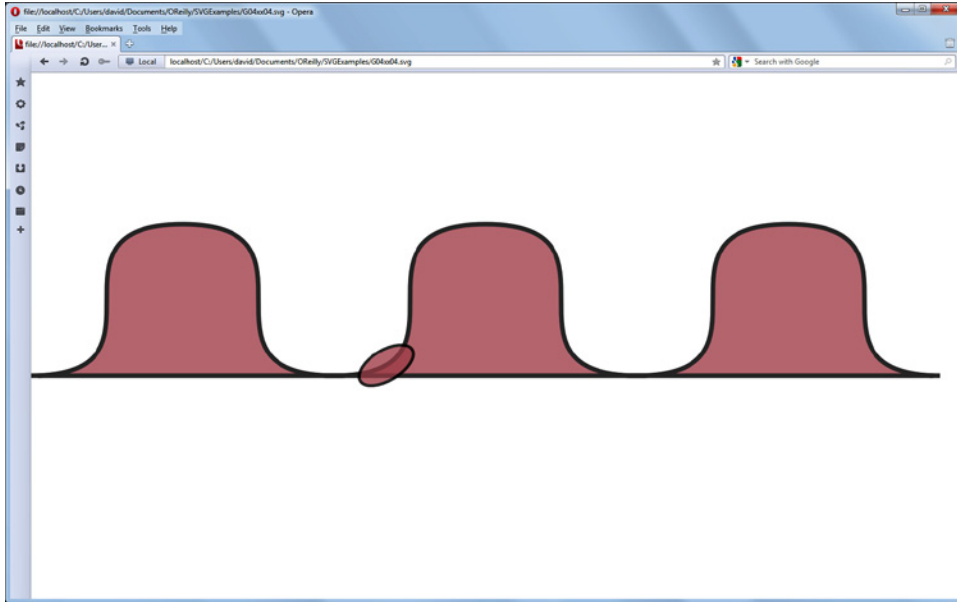 file://localhost/C:/Users/david/Documents/OReilly/SVGExamples/G04xx04.svg - Opera
File Edit View Bookmarks Tools Help
file://localhost/C:/User...
Local localhost/C:/Users/david/Documents/OReilly/SVGExamples/G04xx04.svg Search with Google